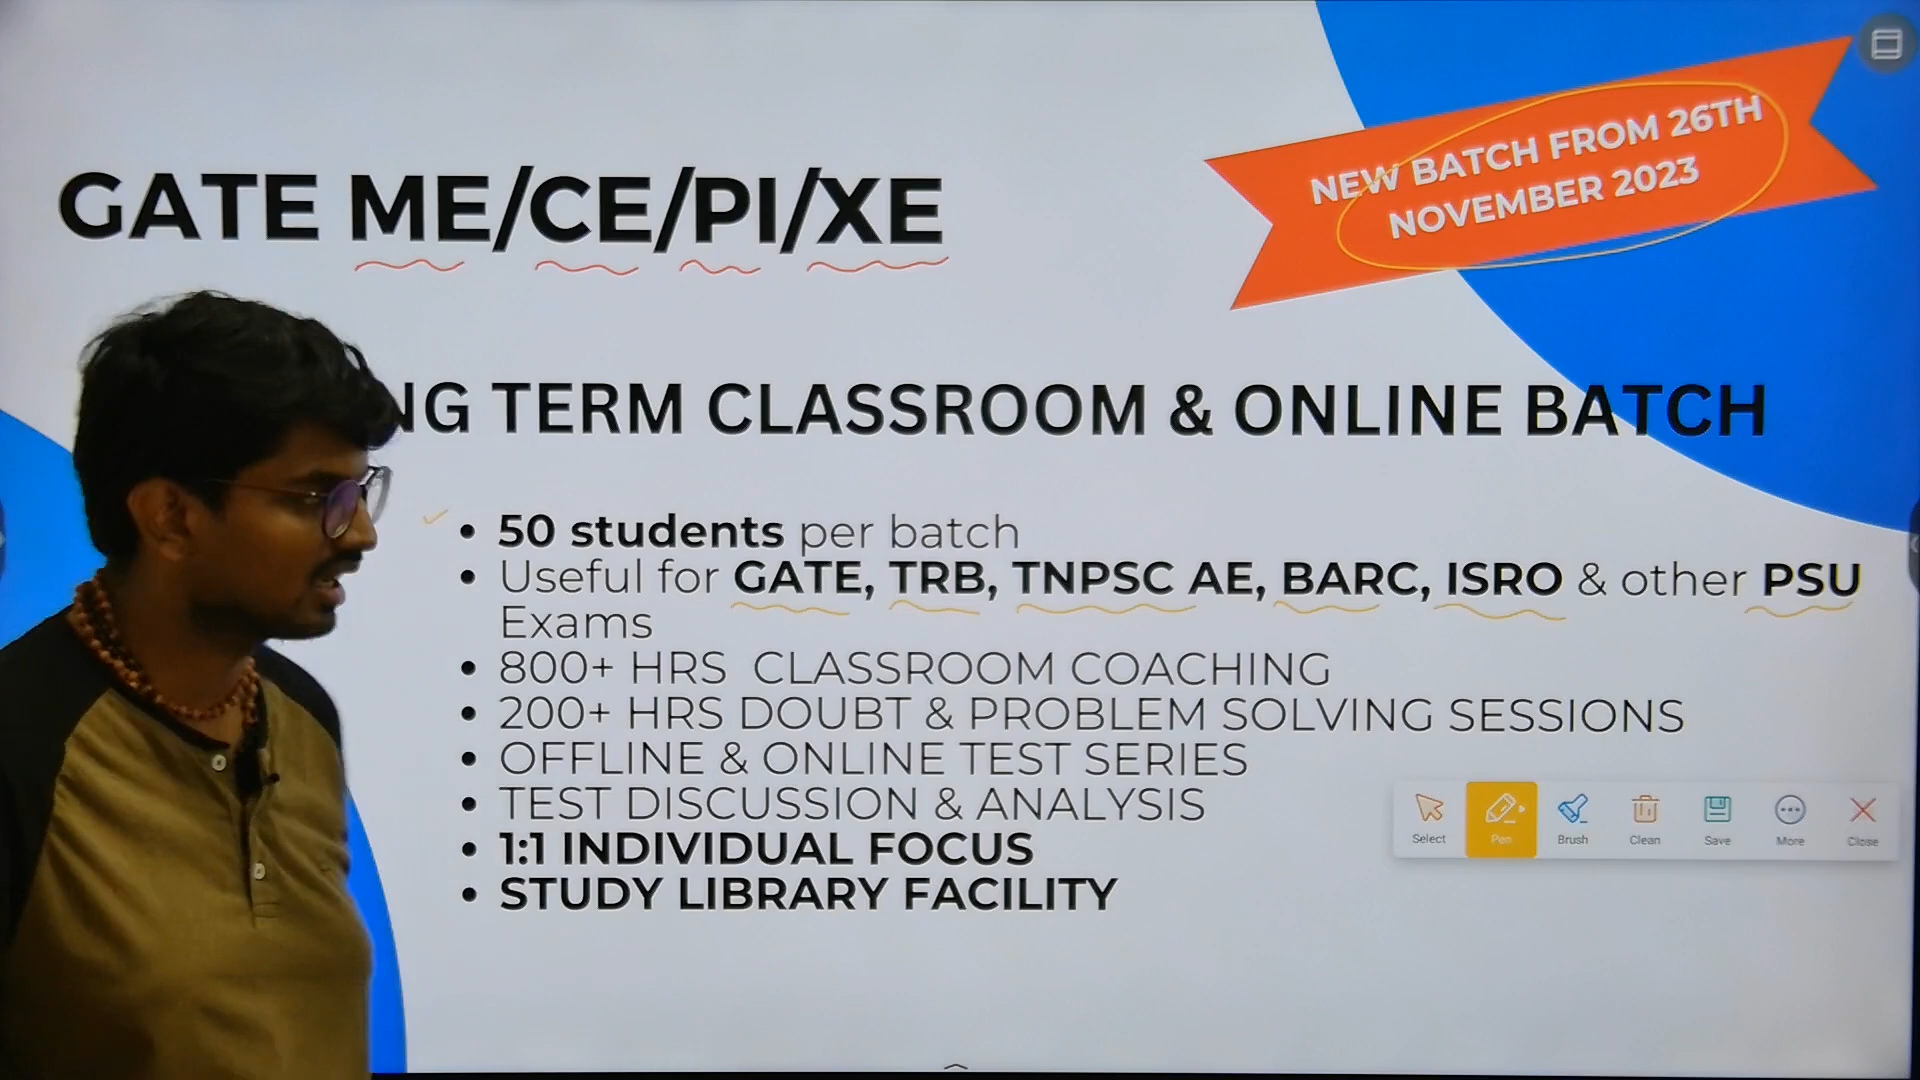 NEW BATCH FROM 26TH
NOVEMBER 2023
GATE ME/CE/PI/XE
NG TERM CLASSROOM & ONLINE BATCH
• 50 students per batch
• Useful for GATE, TRB, TNPSC AE, BARC, ISRO & other PSU
Exams
• 800+ HRS CLASSROOM COACHING
• 200+ HRS DOUBT & PROBLEM SOLVING SESSIONS
• OFFLINE & ONLINE TEST SERIES
• TEST DISCUSSION & ANALYSIS
• 1:1 INDIVIDUAL FOCUS
• STUDY LIBRARY FACILITY
Select Pen Brush Clean Save More Close